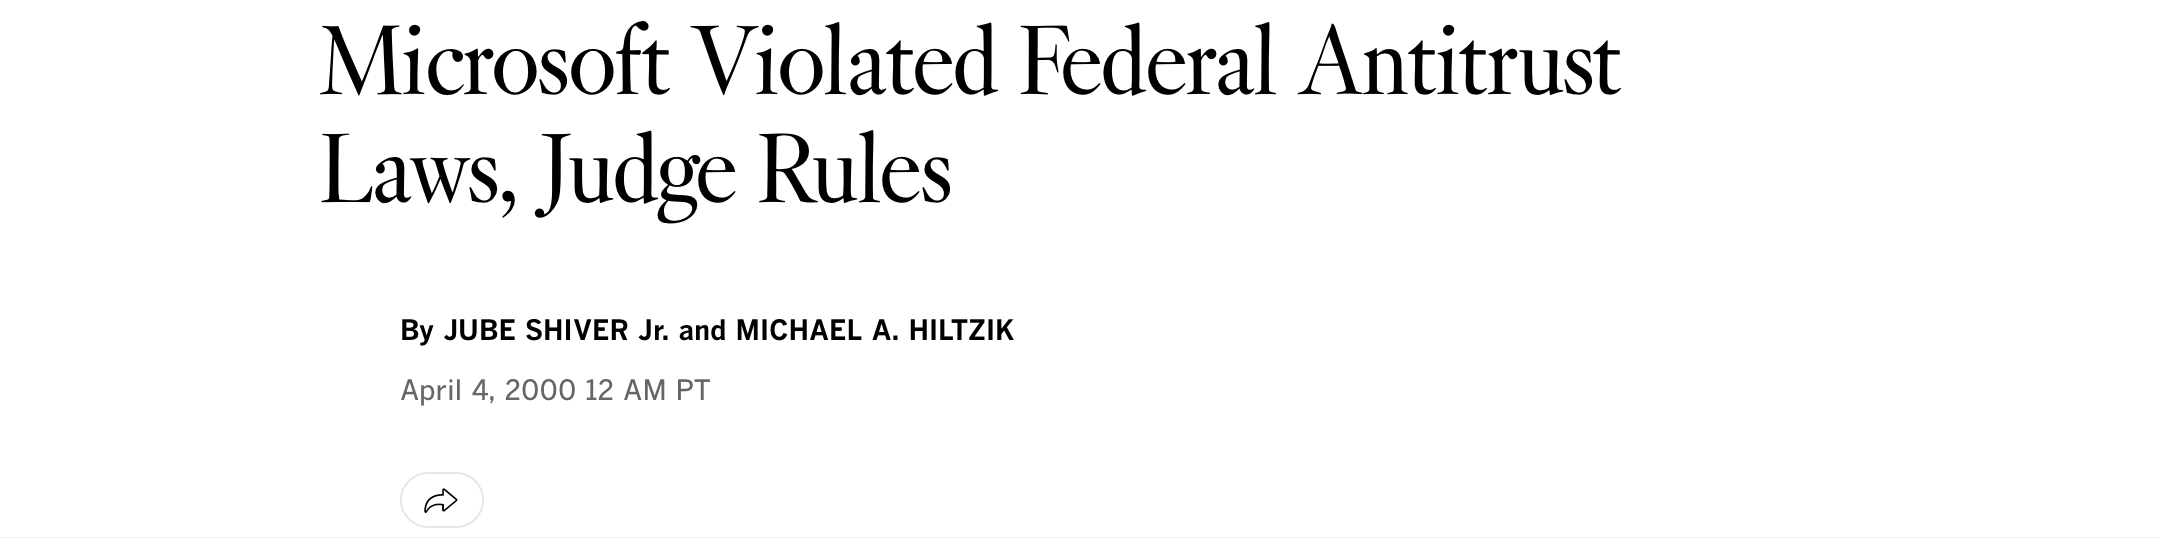 Microsoft Violated Federal Antitrust
Laws, Judge Rules
By JUBE SHIVER Jr. and MICHAEL A. HILTZIK
April 4, 2000 12 AM PT